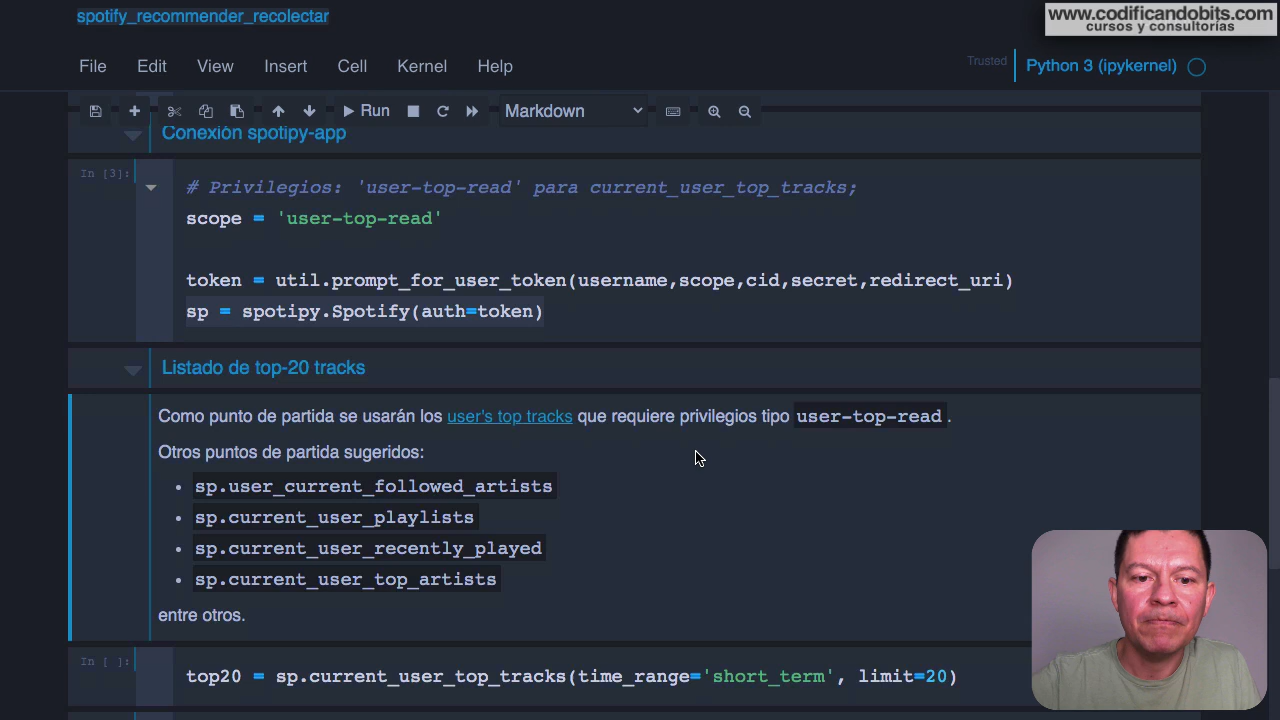 spotify_recommender_recolectar
www.codificandobits.com
cursos y consultorías
File Edit View Insert Cell Kernel Help
Trusted Python 3 (ipykernel)
Run Markdown
Conexión spotipy-app
In [3]:
# Privilegios: 'user-top-read' para current_user_top_tracks;
scope = 'user-top-read'
token = util.prompt_for_user_token(username,scope,cid,secret,redirect_uri)
sp = spotipy.Spotify(auth=token)
Listado de top-20 tracks
Como punto de partida se usarán los user's top tracks que requiere privilegios tipo user-top-read.
Otros puntos de partida sugeridos:
• sp.user_current_followed_artists
• sp.current_user_playlists
• sp.current_user_recently_played
• sp.current_user_top_artists
entre otros.
In [ ]:
top20 = sp.current_user_top_tracks(time_range='short_term', limit=20)